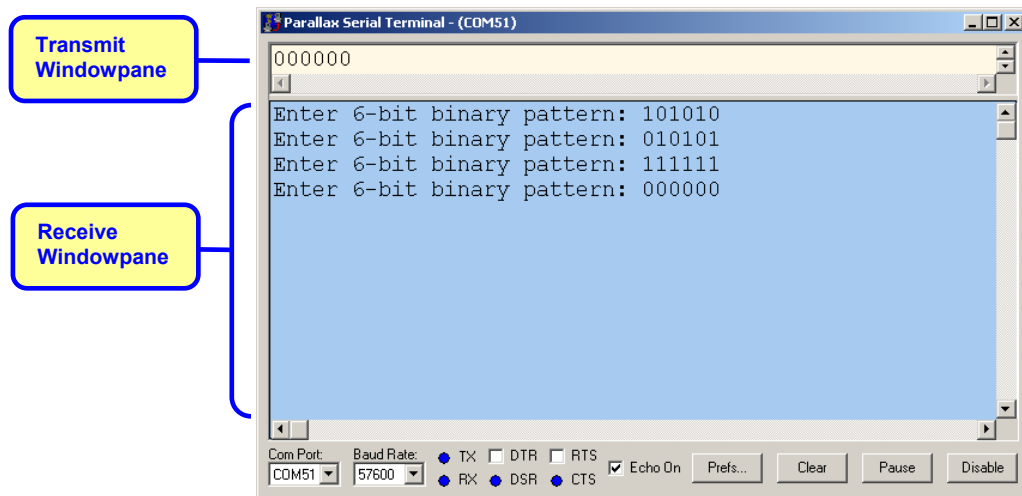 Transmit
Windowpane
Receive
Windowpane
Parallax Serial Terminal - (COM51)
000000
Enter 6-bit binary pattern: 101010
Enter 6-bit binary pattern: 010101
Enter 6-bit binary pattern: 111111
Enter 6-bit binary pattern: 000000
Com Port: Baud Rate: TX DTR RTS
COM51 57600 RX DSR CTS Echo On Prefs... Clear Pause Disable